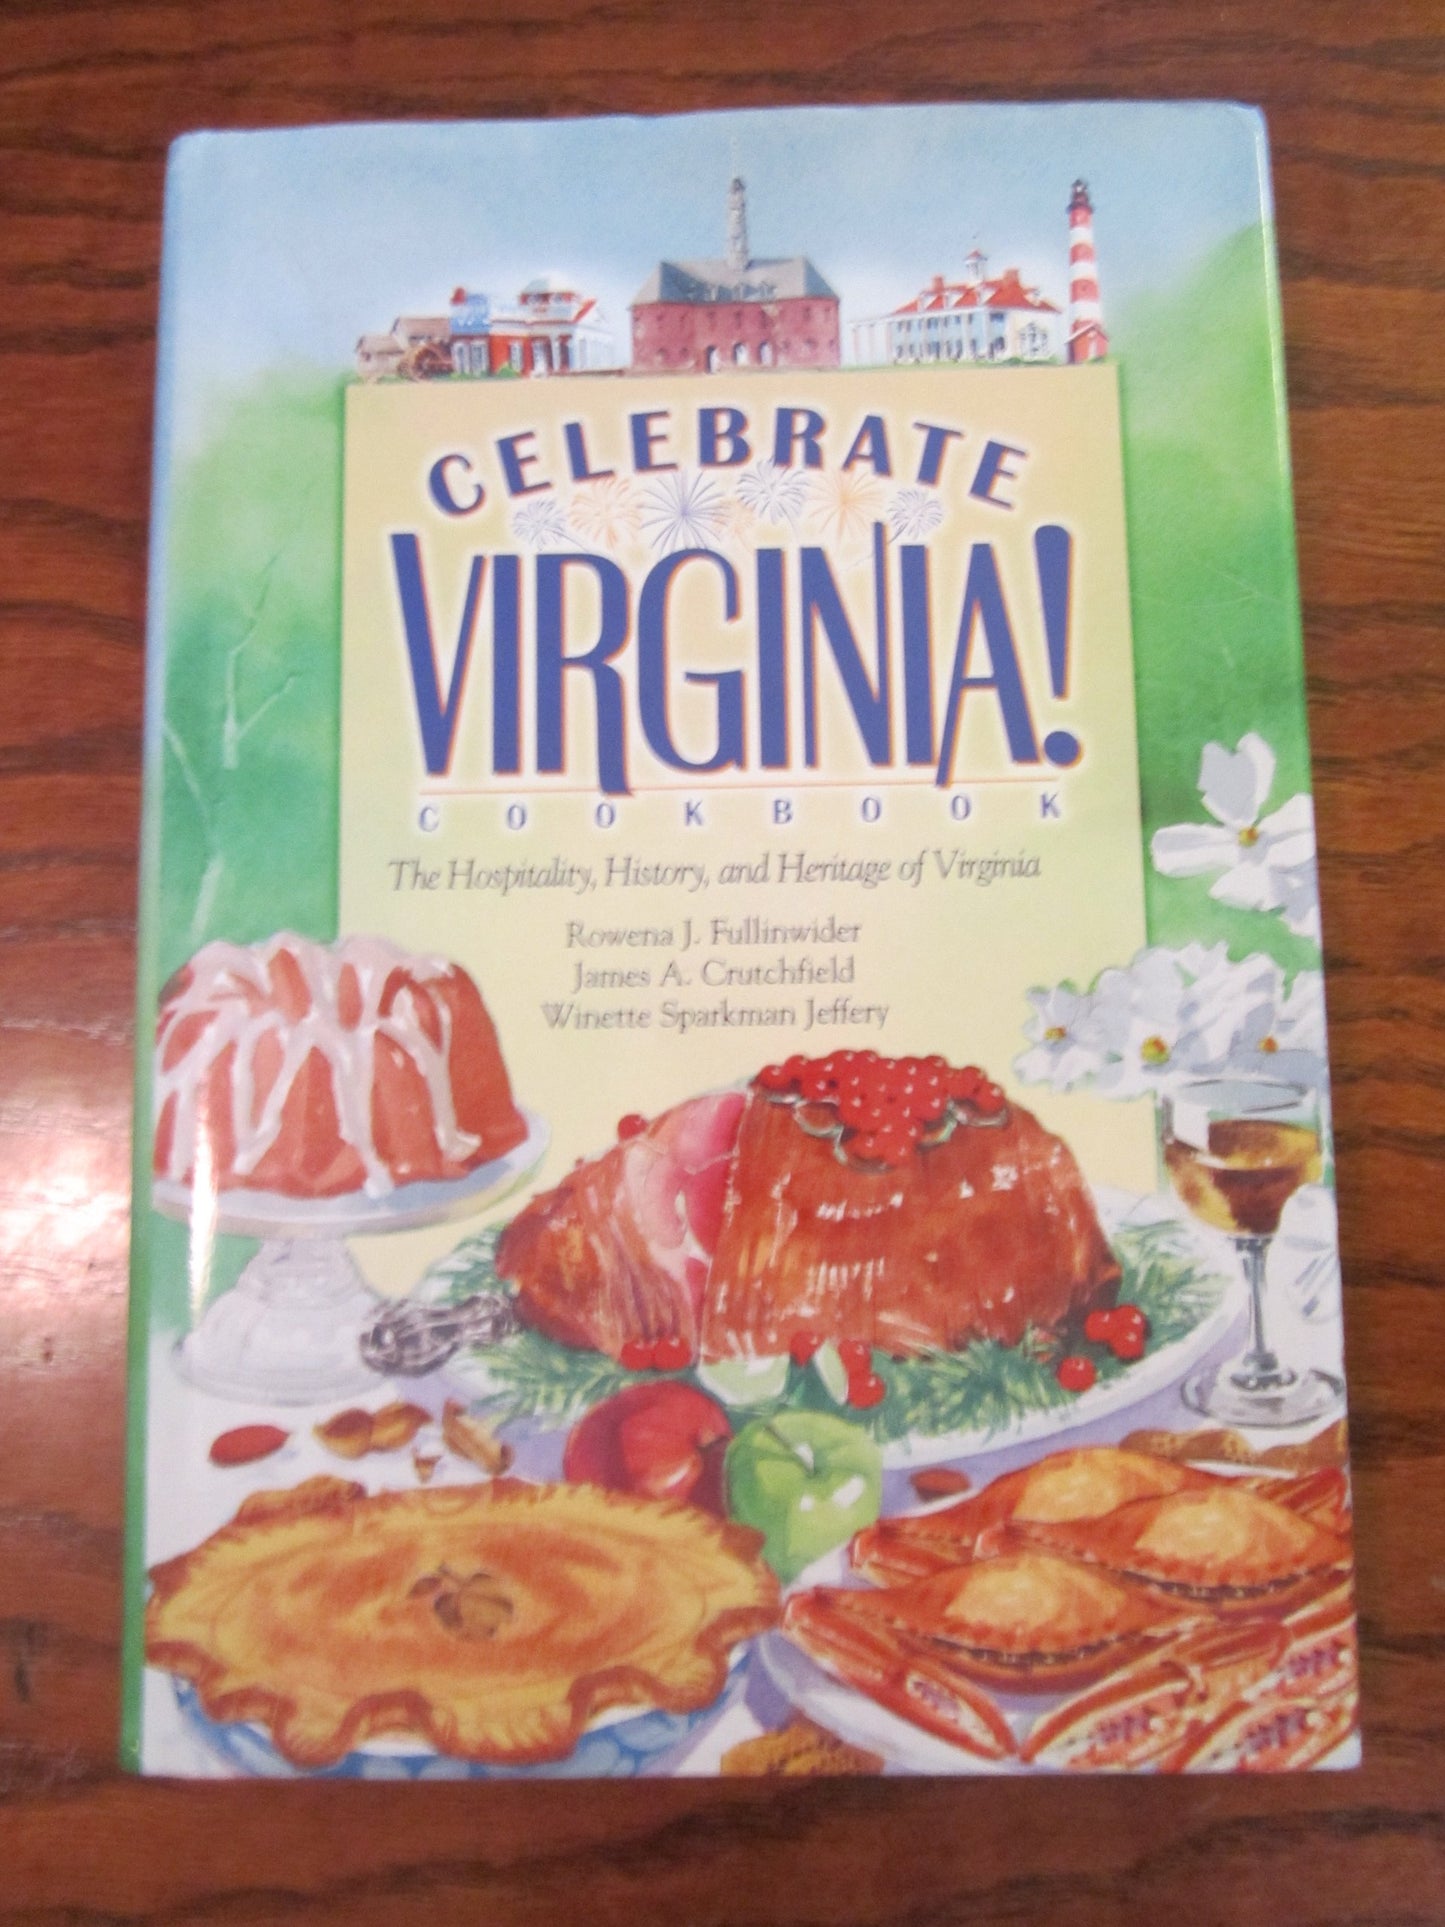 CELEBRATE
VIRGINIA!
COOKBOOK
The Hospitality, History, and Heritage of Virginia
Rowena J. Fullinwider
James A. Crutchfield
Winette Sparkman Jeffery